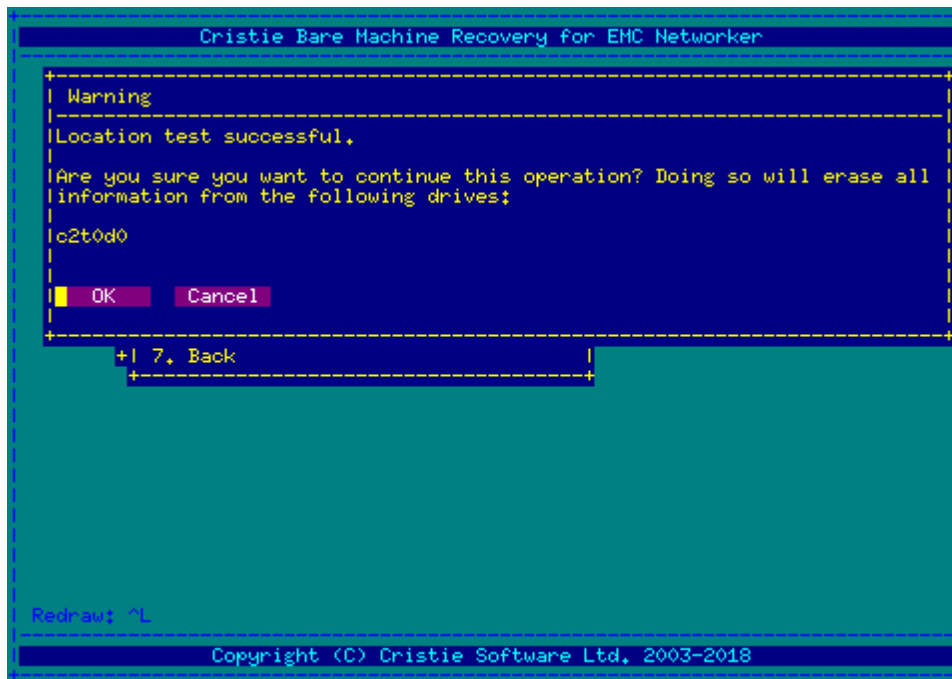 Cristie Bare Machine Recovery for EMC Networker
Warning
Location test successful.
Are you sure you want to continue this operation? Doing so will erase all
information from the following drives:
c2t0d0
OK Cancel
7. Back
Redraw: ^L
Copyright (C) Cristie Software Ltd. 2003-2018